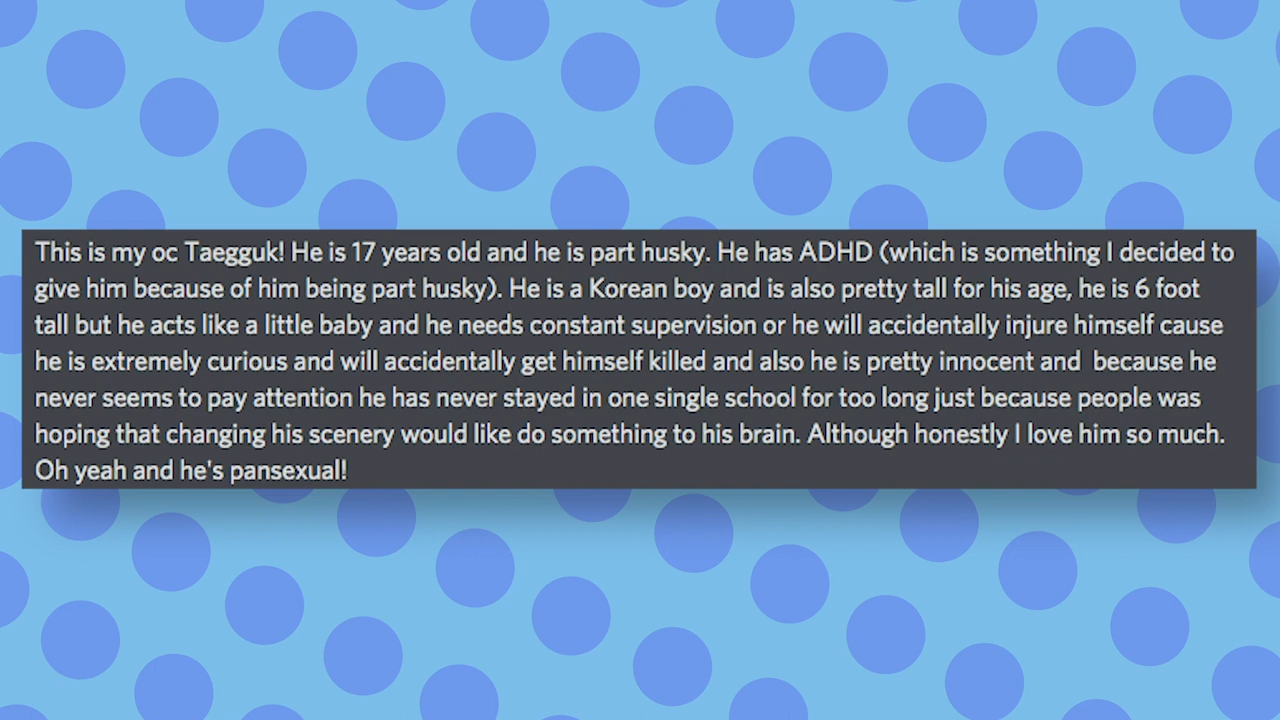 This is my oc Taegguk! He is 17 years old and he is part husky. He has ADHD (which is something I decided to
give him because of him being part husky). He is a Korean boy and is also pretty tall for his age, he is 6 foot
tall but he acts like a little baby and he needs constant supervision or he will accidentally injure himself cause
he is extremely curious and will accidentally get himself killed and also he is pretty innocent and  because he
never seems to pay attention he has never stayed in one single school for too long just because people was
hoping that changing his scenery would like do something to his brain. Although honestly I love him so much.
Oh yeah and he's pansexual!